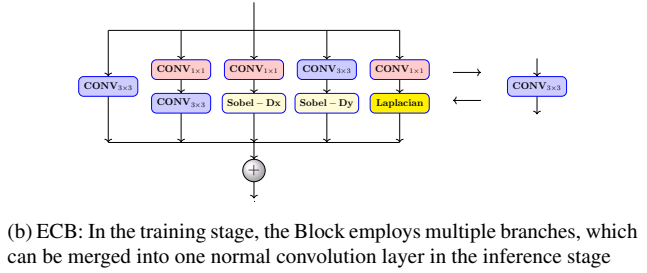 CONV1×1 CONV1×1 CONV3×3 CONV1×1
CONV3×3 CONV3×3
CONV3×3 Sobel − Dx Sobel − Dy Laplacian
+
(b) ECB: In the training stage, the Block employs multiple branches, which
can be merged into one normal convolution layer in the inference stage